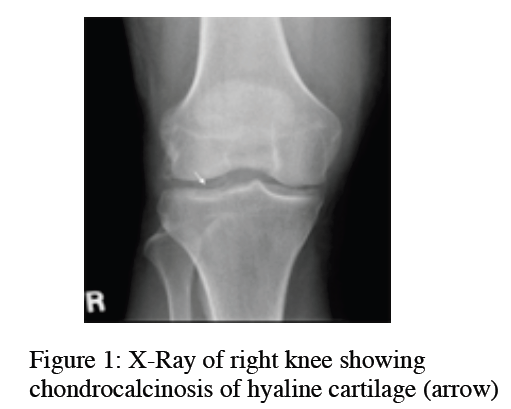 R
Figure 1: X-Ray of right knee showing
chondrocalcinosis of hyaline cartilage (arrow)